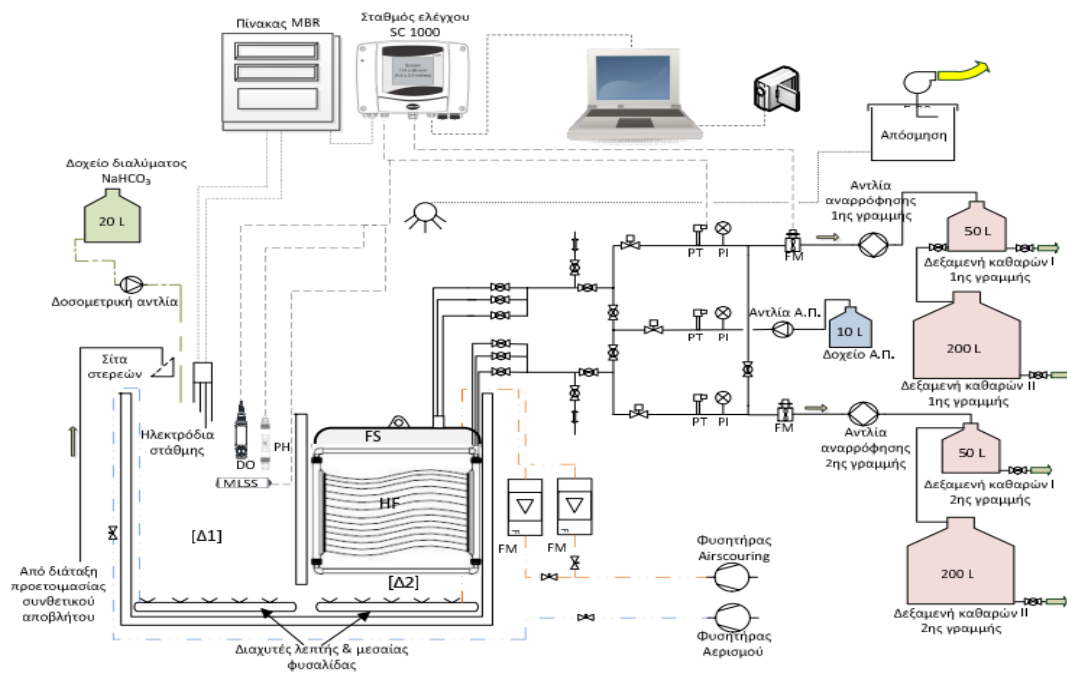 Πίνακας MBR
Σταθμός ελέγχου
SC 1000
Απόσμηση
Δοχείο διαλύματος
NaHCO₃
20 L
Δοσομετρική αντλία
Σίτα
στερεών
Ηλεκτρόδια
στάθμης
DO
PH
MLSS
FS
HF
[Δ1]
[Δ2]
Από διάταξη
προετοιμασίας
συνθετικού
αποβλήτου
Διαχυτές λεπτής & μεσαίας
φυσαλίδας
FM
FM
Φυσητήρας
Airscouring
Φυσητήρας
Αερισμού
PT
PI
FM
Αντλία
αναρρόφησης
1ης γραμμής
50 L
Δεξαμενή καθαρών I
1ης γραμμής
PT
PI
Αντλία Α.Π.
10 L
Δοχείο Α.Π.
200 L
Δεξαμενή καθαρών II
1ης γραμμής
PT
PI
FM
Αντλία
αναρρόφησης
2ης γραμμής
50 L
Δεξαμενή καθαρών I
2ης γραμμής
200 L
Δεξαμενή καθαρών II
2ης γραμμής